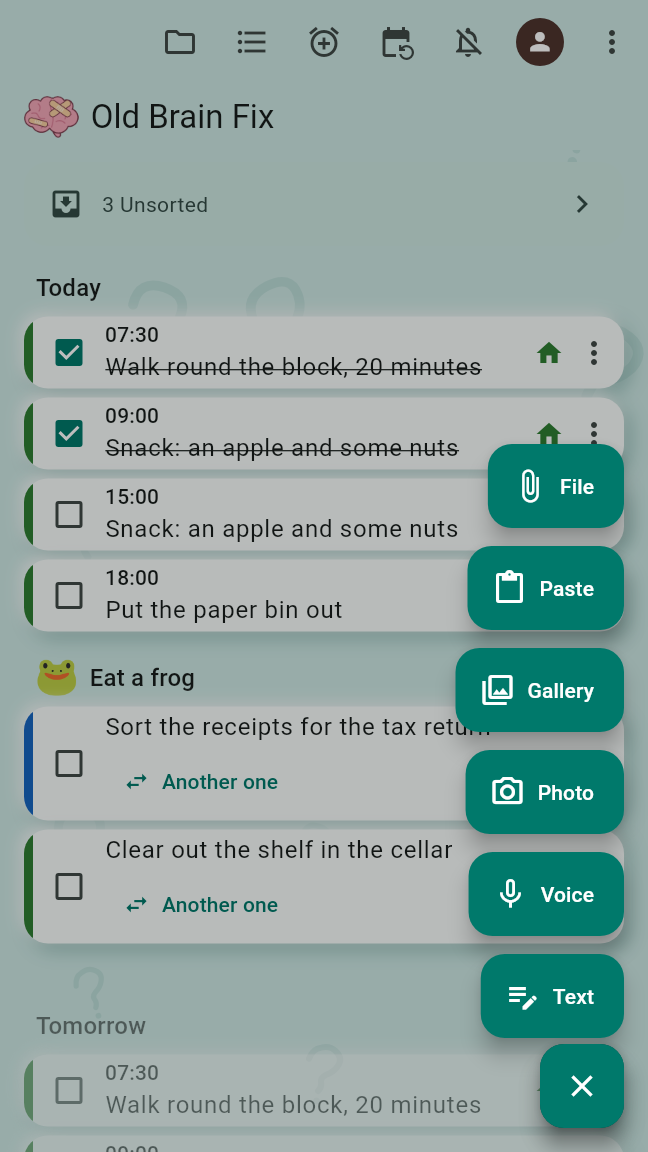 Old Brain Fix
3 Unsorted
Today
07:30
Walk round the block, 20 minutes
09:00
Snack: an apple and some nuts
15:00
Snack: an apple and some nuts
18:00
Put the paper bin out
Eat a frog
Sort the receipts for the tax return
Another one
Clear out the shelf in the cellar
Another one
Tomorrow
07:30
Walk round the block, 20 minutes
File
Paste
Gallery
Photo
Voice
Text